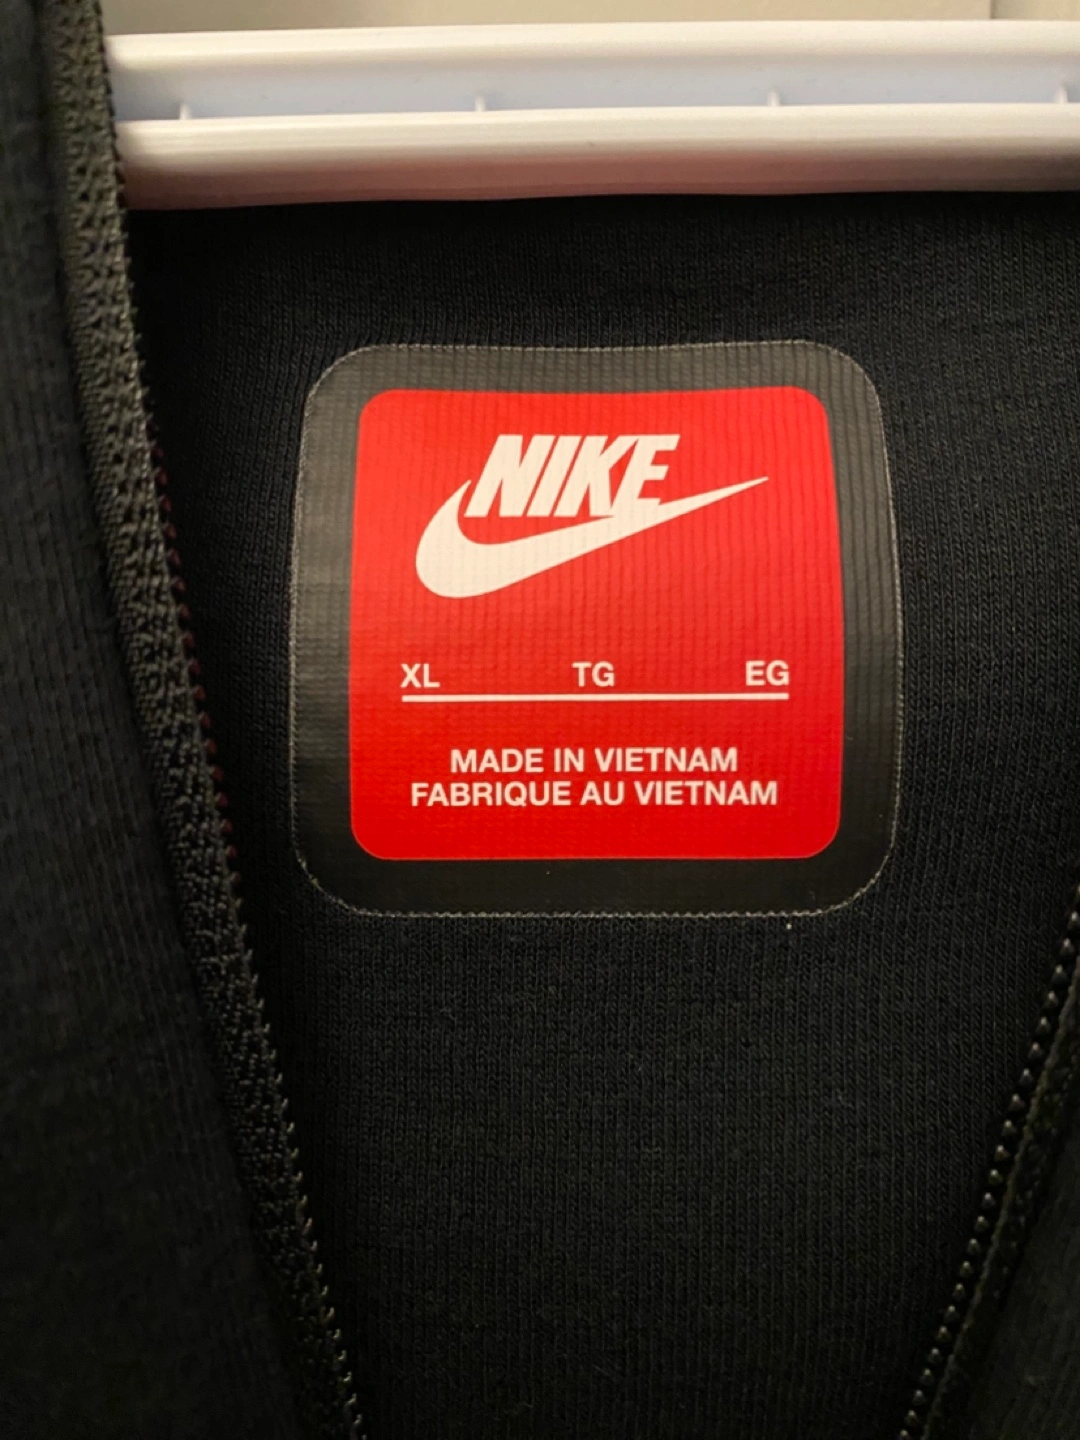 NIKE
XL TG EG
MADE IN VIETNAM
FABRIQUE AU VIETNAM